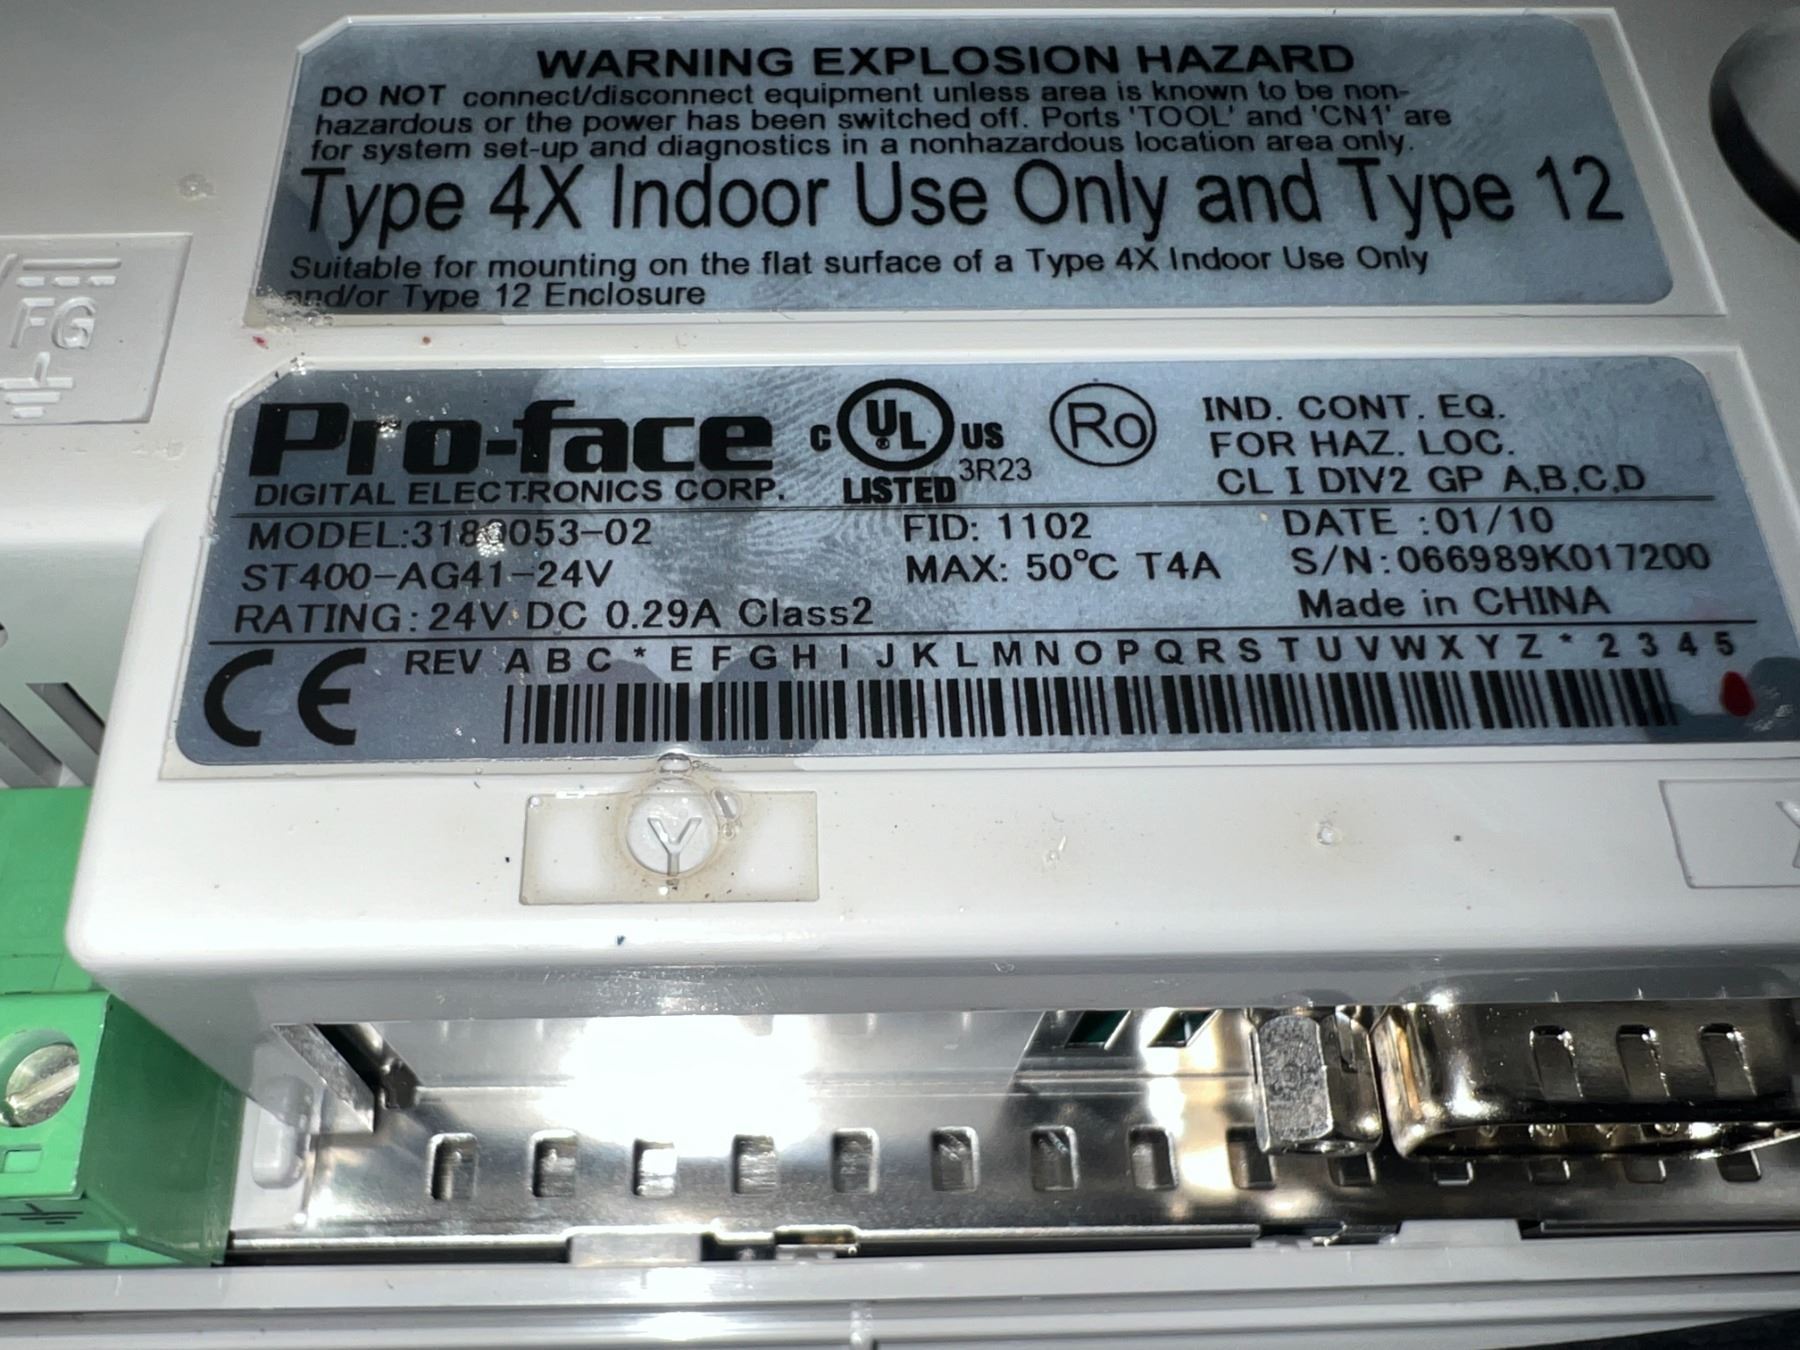 WARNING EXPLOSION HAZARD
DO NOT connect/disconnect equipment unless area is known to be non-
hazardous or the power has been switched off. Ports 'TOOL' and 'CN1' are
for system set-up and diagnostics in a nonhazardous location area only.
Type 4X Indoor Use Only and Type 12
Suitable for mounting on the flat surface of a Type 4X Indoor Use Only
and/or Type 12 Enclosure
FG
Pro-face
DIGITAL ELECTRONICS CORP.
C UL ® US
LISTED 3R23
Ro
IND. CONT. EQ.
FOR HAZ. LOC.
CL I DIV2 GP A,B,C,D
MODEL:3180053-02 FID: 1102 DATE :01/10
ST400-AG41-24V MAX: 50°C T4A S/N:066989K017200
RATING:24V DC 0.29A Class2 Made in CHINA
CE
REV A B C * E F G H I J K L M N O P Q R S T U V W X Y Z * 2 3 4 5
Y